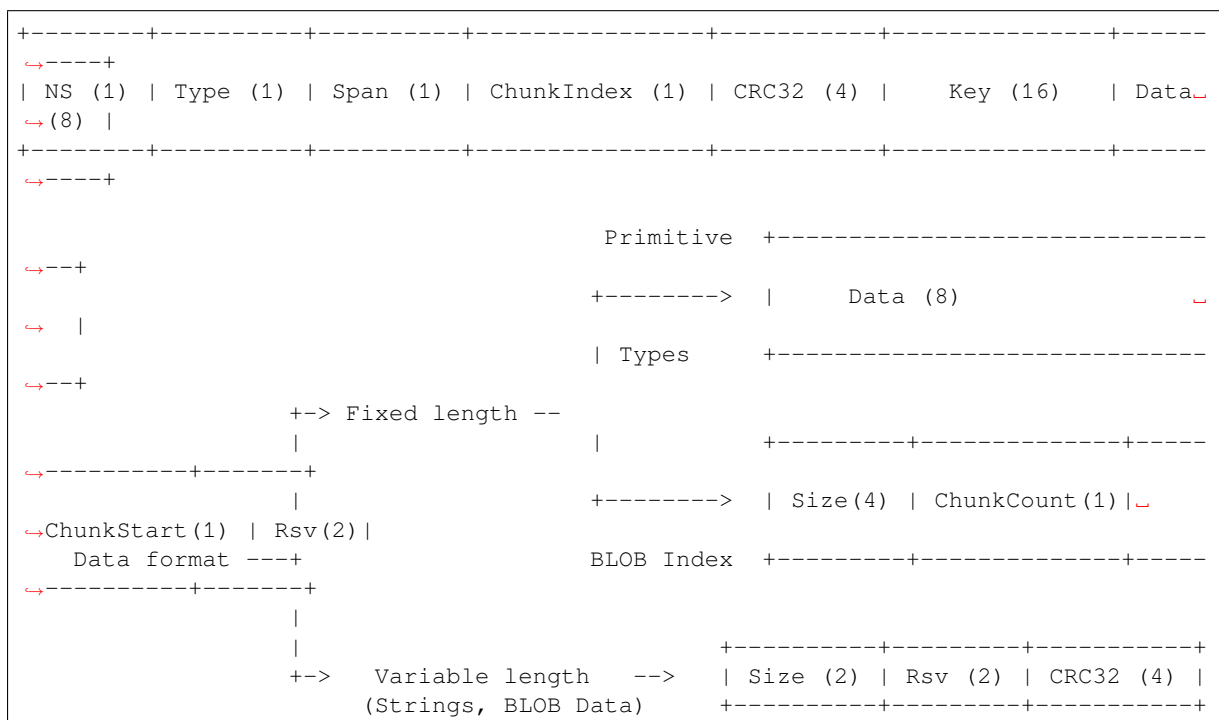 +--------+----------+----------+----------------+-----------+---------------+------
↪----+
| NS (1) | Type (1) | Span (1) | ChunkIndex (1) | CRC32 (4) |    Key (16)   | Data␣
↪(8) |
+--------+----------+----------+----------------+-----------+---------------+------
↪----+
                                        Primitive  +------------------------------
↪--+
                                       +-------->  |     Data (8)                ␣
↪  |
                                       | Types     +------------------------------
↪--+
                   +-> Fixed length --
                   |                   |           +---------+--------------+-----
↪----------+-------+
                   |                   +-------->  | Size(4) | ChunkCount(1)|␣
↪ChunkStart(1) | Rsv(2)|
    Data format ---+                   BLOB Index  +---------+--------------+-----
↪----------+-------+
                   |
                   |                             +----------+---------+-----------+
                   +->   Variable length   -->   | Size (2) | Rsv (2) | CRC32 (4) |
                        (Strings, BLOB Data)     +----------+---------+-----------+